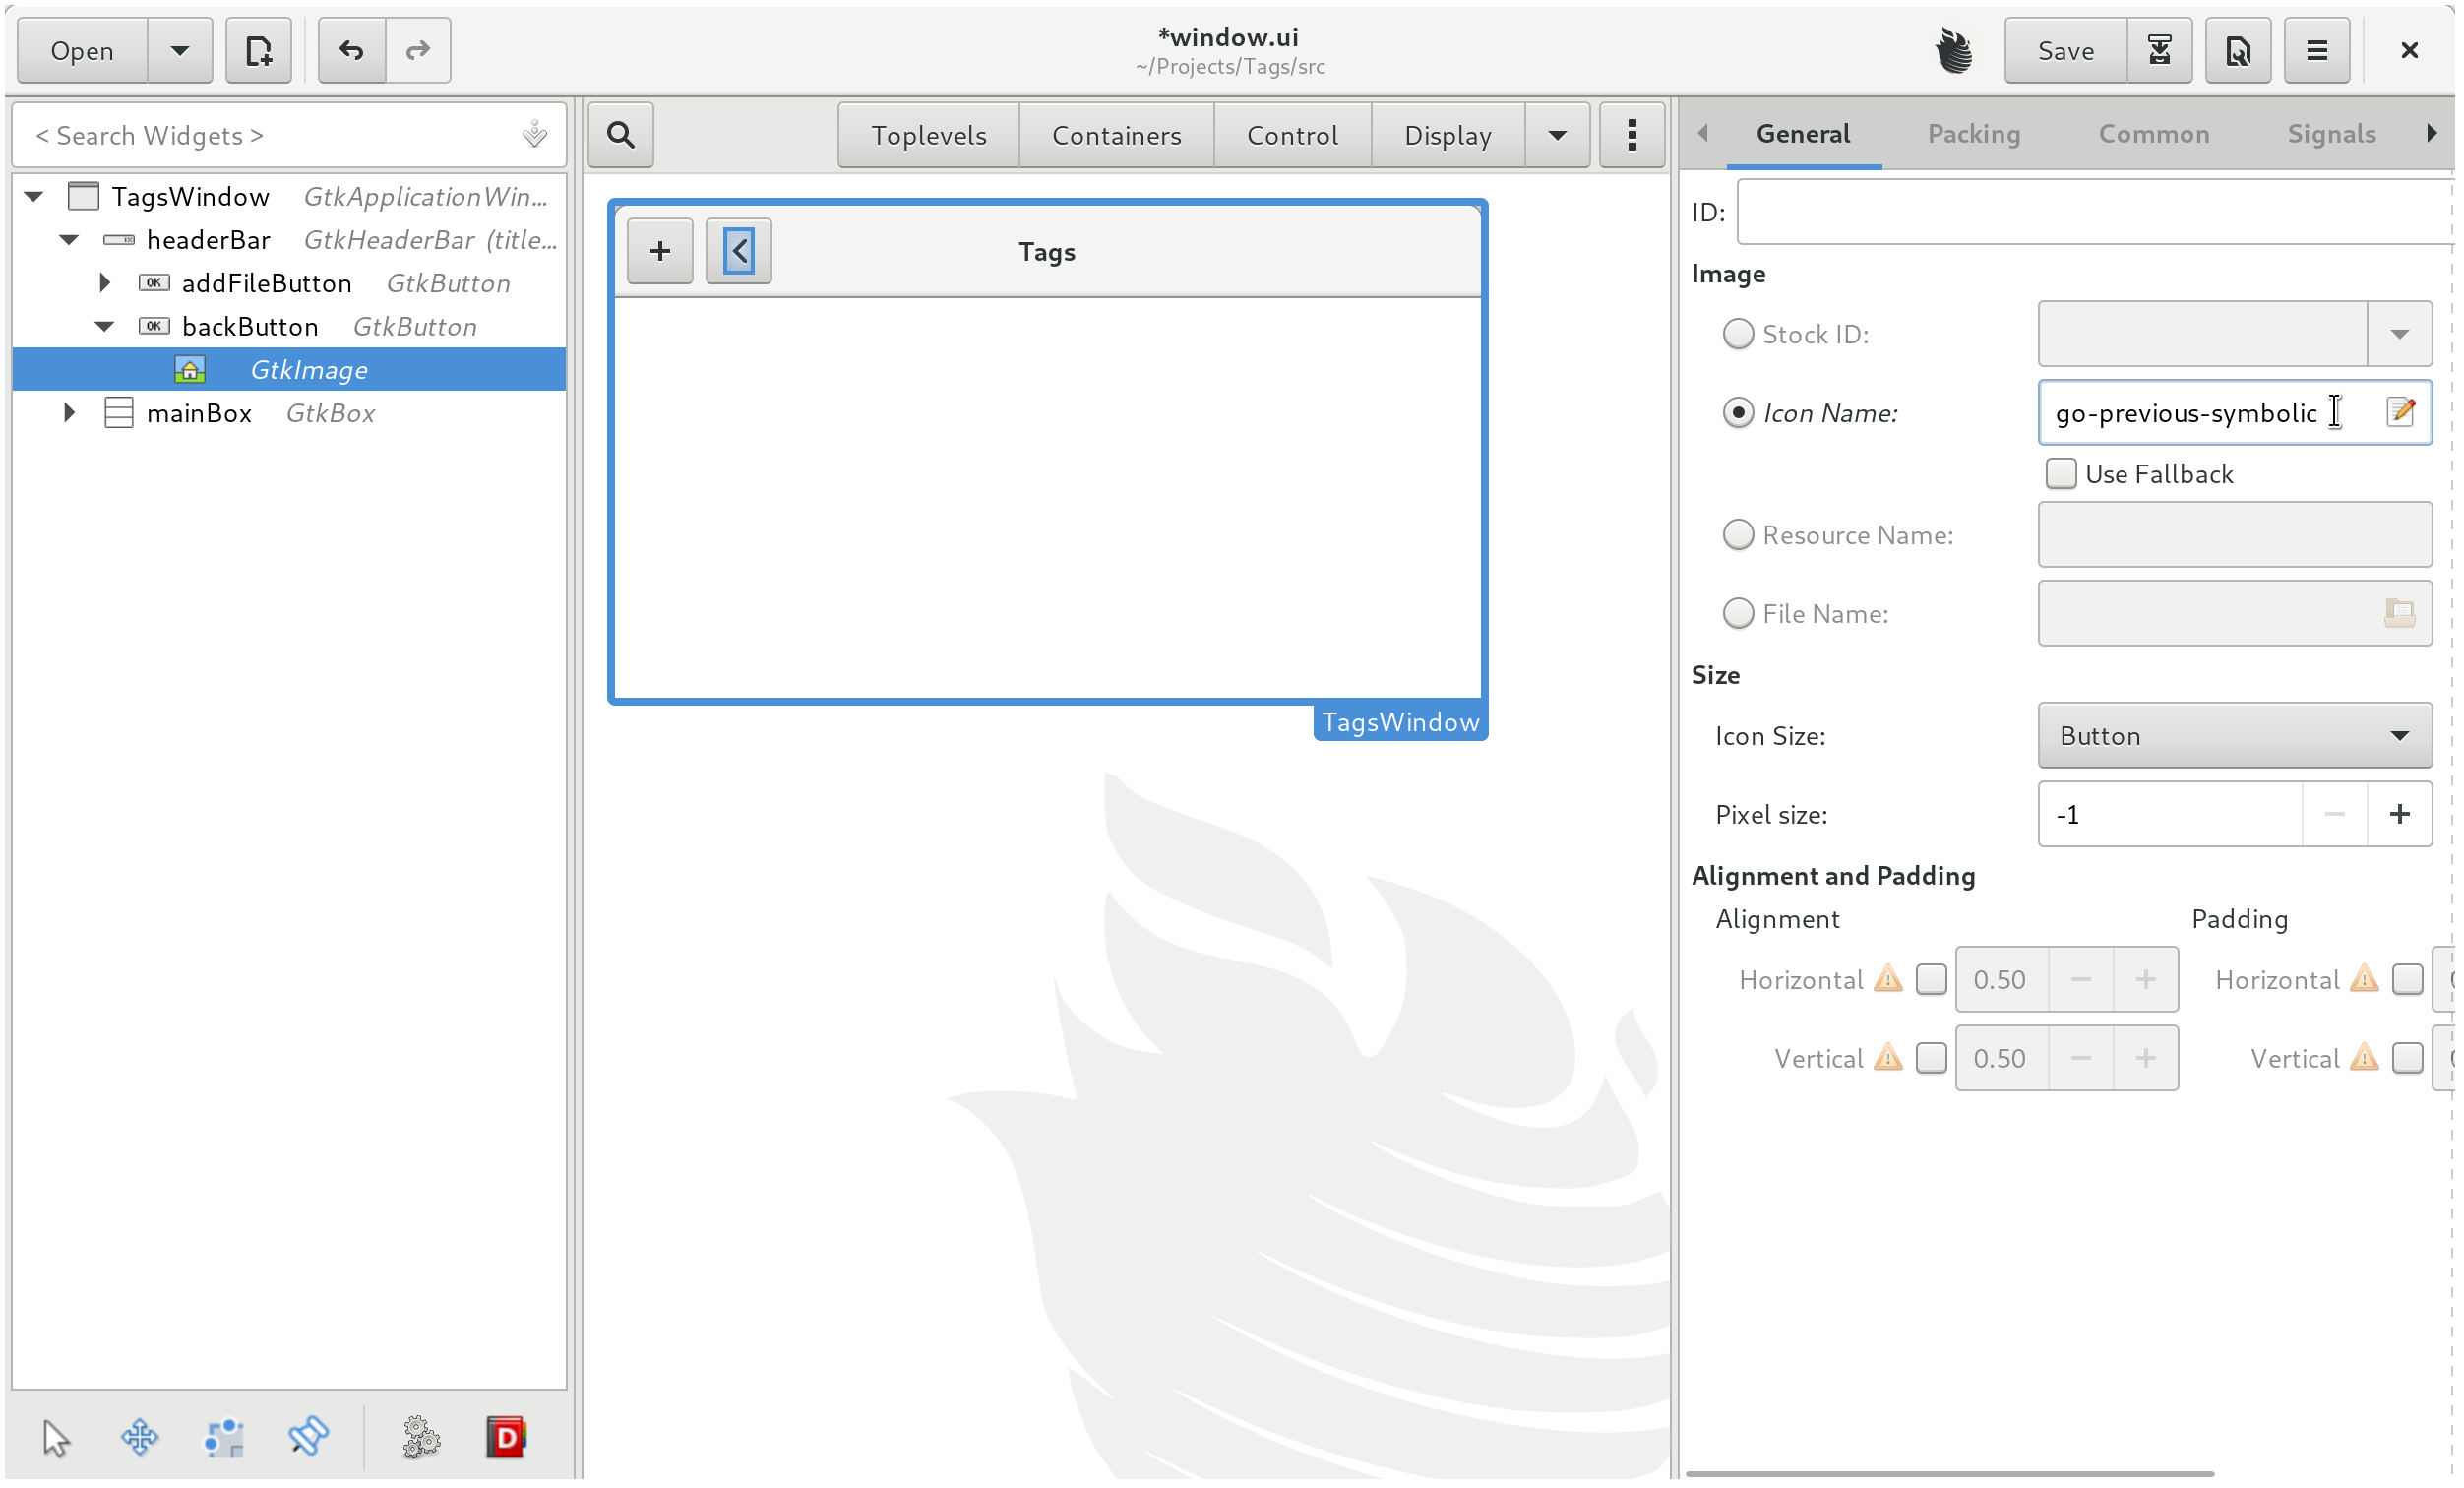 Open
*window.ui
~/Projects/Tags/src
Save
< Search Widgets >
TagsWindow GtkApplicationWin...
headerBar GtkHeaderBar (title...
OK addFileButton GtkButton
OK backButton GtkButton
GtkImage
mainBox GtkBox
D
Toplevels Containers Control Display
+ Tags
TagsWindow
General Packing Common Signals
ID:
Image
Stock ID:
Icon Name: go-previous-symbolic
Use Fallback
Resource Name:
File Name:
Size
Icon Size: Button
Pixel size: -1 − +
Alignment and Padding
Alignment Padding
Horizontal 0.50 − + Horizontal
Vertical 0.50 − + Vertical